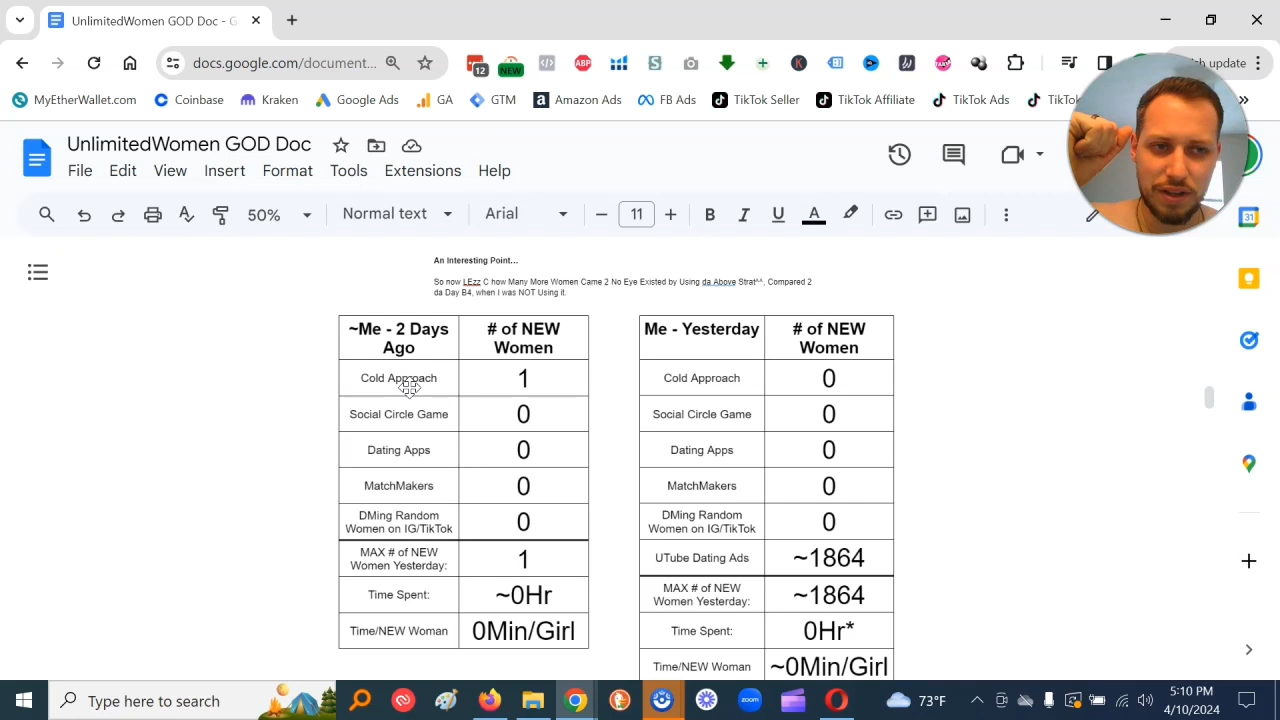 UnlimitedWomen GOD Doc - G
docs.google.com/document...
12
NEW
ABP
ch update
MyEtherWallet.com
Coinbase
Kraken
Google Ads
GA
GTM
Amazon Ads
FB Ads
TikTok Seller
TikTok Affiliate
TikTok Ads
TikTok
UnlimitedWomen GOD Doc
File Edit View Insert Format Tools Extensions Help
50% Normal text Arial 11 B I U A
31
An Interesting Point...
So now LEzz C how Many More Women Came 2 No Eye Existed by Using da Above Strat^^, Compared 2
da Day B4, when I was NOT Using it.
~Me - 2 Days Ago # of NEW Women
Cold Approach 1
Social Circle Game 0
Dating Apps 0
MatchMakers 0
DMing Random Women on IG/TikTok 0
MAX # of NEW Women Yesterday: 1
Time Spent: ~0Hr
Time/NEW Woman 0Min/Girl
Me - Yesterday # of NEW Women
Cold Approach 0
Social Circle Game 0
Dating Apps 0
MatchMakers 0
DMing Random Women on IG/TikTok 0
UTube Dating Ads ~1864
MAX # of NEW Women Yesterday: ~1864
Time Spent: 0Hr*
Time/NEW Woman ~0Min/Girl
Type here to search
zoom
73°F
5:10 PM
4/10/2024